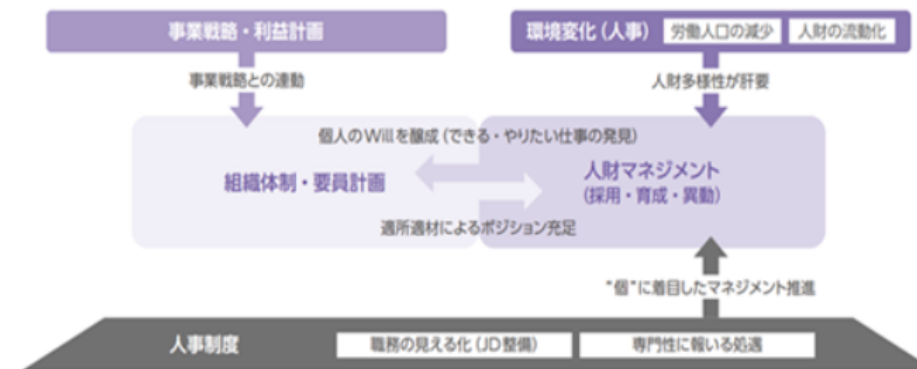 事業戦略・利益計画
環境変化(人事) 労働人口の減少 人財の流動化
事業戦略との連動
人財多様性が肝要
個人のWillを醸成(できる・やりたい仕事の発見)
組織体制・要員計画
人財マネジメント
(採用・育成・異動)
適所適材によるポジション充足
"個"に着目したマネジメント推進
人事制度 職務の見える化(JD整備) 専門性に報いる処遇